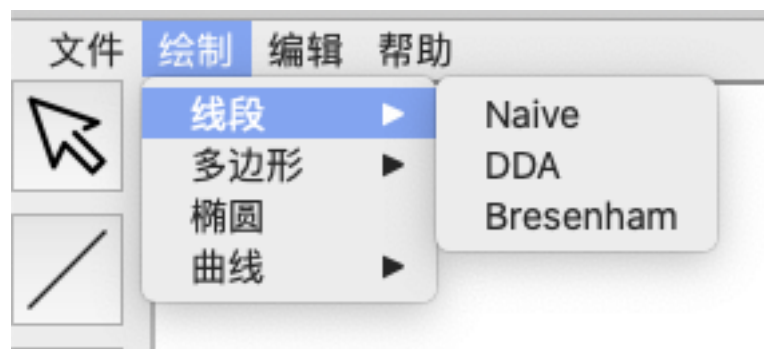 文件 绘制 编辑 帮助
线段
多边形
椭圆
曲线
Naive
DDA
Bresenham